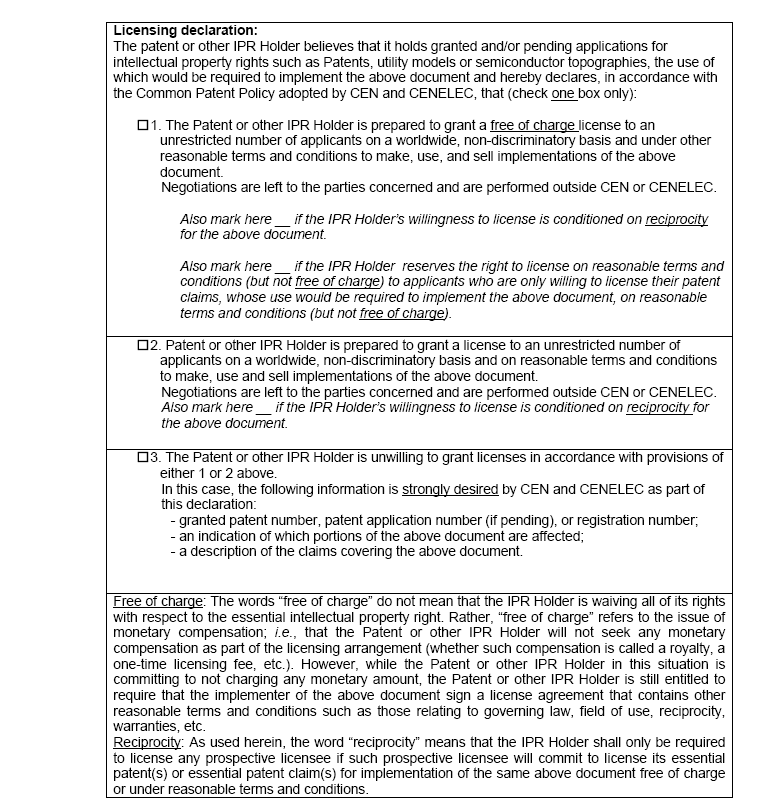 Licensing declaration:
The patent or other IPR Holder believes that it holds granted and/or pending applications for
intellectual property rights such as Patents, utility models or semiconductor topographies, the use of
which would be required to implement the above document and hereby declares, in accordance with
the Common Patent Policy adopted by CEN and CENELEC, that (check one box only):
☐1. The Patent or other IPR Holder is prepared to grant a free of charge license to an
unrestricted number of applicants on a worldwide, non-discriminatory basis and under other
reasonable terms and conditions to make, use, and sell implementations of the above
document.
Negotiations are left to the parties concerned and are performed outside CEN or CENELEC.
Also mark here __ if the IPR Holder's willingness to license is conditioned on reciprocity
for the above document.
Also mark here __ if the IPR Holder reserves the right to license on reasonable terms and
conditions (but not free of charge) to applicants who are only willing to license their patent
claims, whose use would be required to implement the above document, on reasonable
terms and conditions (but not free of charge).
☐2. Patent or other IPR Holder is prepared to grant a license to an unrestricted number of
applicants on a worldwide, non-discriminatory basis and on reasonable terms and conditions
to make, use and sell implementations of the above document.
Negotiations are left to the parties concerned and are performed outside CEN or CENELEC.
Also mark here __ if the IPR Holder's willingness to license is conditioned on reciprocity for
the above document.
☐3. The Patent or other IPR Holder is unwilling to grant licenses in accordance with provisions of
either 1 or 2 above.
In this case, the following information is strongly desired by CEN and CENELEC as part of
this declaration:
- granted patent number, patent application number (if pending), or registration number;
- an indication of which portions of the above document are affected;
- a description of the claims covering the above document.
Free of charge: The words “free of charge” do not mean that the IPR Holder is waiving all of its rights
with respect to the essential intellectual property right. Rather, “free of charge” refers to the issue of
monetary compensation; i.e., that the Patent or other IPR Holder will not seek any monetary
compensation as part of the licensing arrangement (whether such compensation is called a royalty, a
one-time licensing fee, etc.). However, while the Patent or other IPR Holder in this situation is
committing to not charging any monetary amount, the Patent or other IPR Holder is still entitled to
require that the implementer of the above document sign a license agreement that contains other
reasonable terms and conditions such as those relating to governing law, field of use, reciprocity,
warranties, etc.
Reciprocity: As used herein, the word “reciprocity” means that the IPR Holder shall only be required
to license any prospective licensee if such prospective licensee will commit to license its essential
patent(s) or essential patent claim(s) for implementation of the same above document free of charge
or under reasonable terms and conditions.